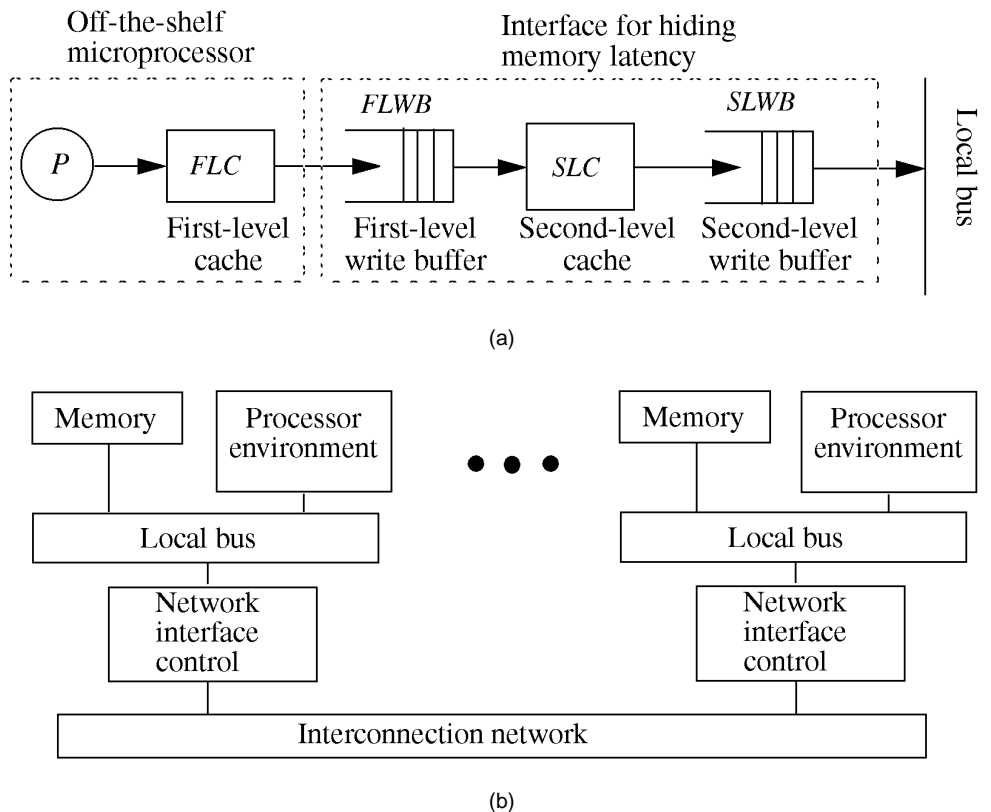 Off-the-shelf
microprocessor
Interface for hiding
memory latency
P
FLC
First-level
cache
FLWB
First-level
write buffer
SLC
Second-level
cache
SLWB
Second-level
write buffer
Local bus
(a)
Memory
Processor
environment
Local bus
Network
interface
control
Memory
Processor
environment
Local bus
Network
interface
control
Interconnection network
(b)